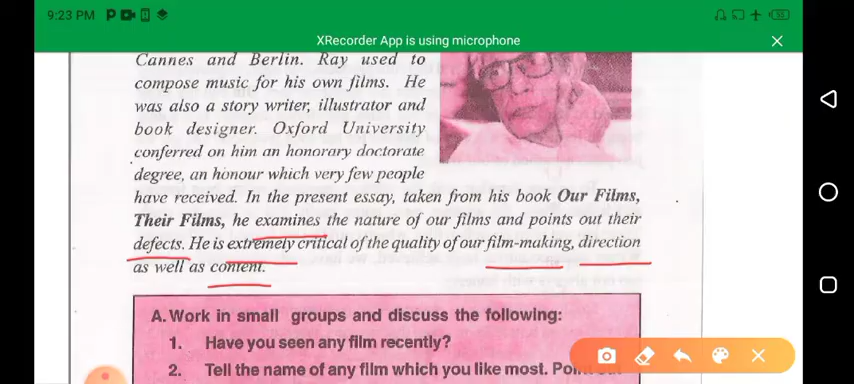 9:23 PM
55
XRecorder App is using microphone
Cannes and Berlin. Ray used to
compose music for his own films. He
was also a story writer, illustrator and
book designer. Oxford University
conferred on him an honorary doctorate
degree, an honour which very few people
have received. In the present essay, taken from his book Our Films,
Their Films, he examines the nature of our films and points out their
defects. He is extremely critical of the quality of our film-making, direction
as well as content.
A. Work in small groups and discuss the following:
1. Have you seen any film recently?
2. Tell the name of any film which you like most.